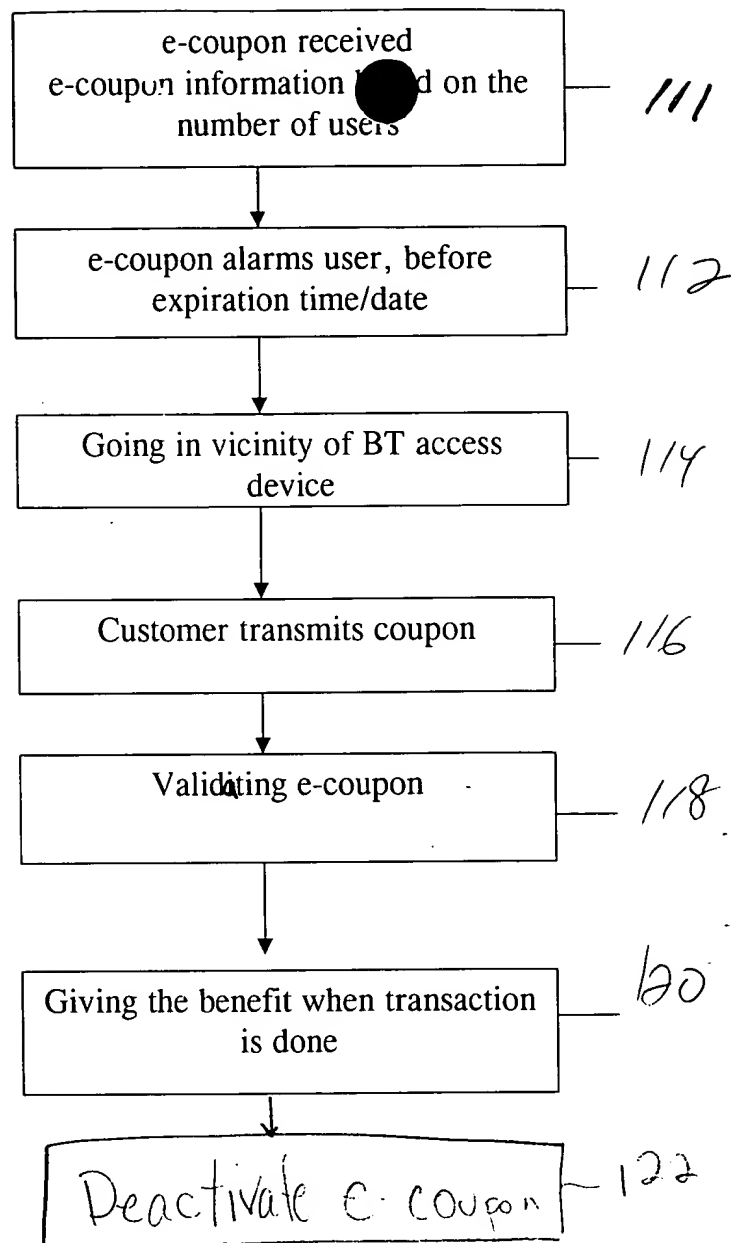 e-coupon received
e-coupon information d on the
number of users
111
e-coupon alarms user, before
expiration time/date
112
Going in vicinity of BT access
device
114
Customer transmits coupon
116
Validating e-coupon
118
Giving the benefit when transaction
is done
120
Deactivate e-coupon
122